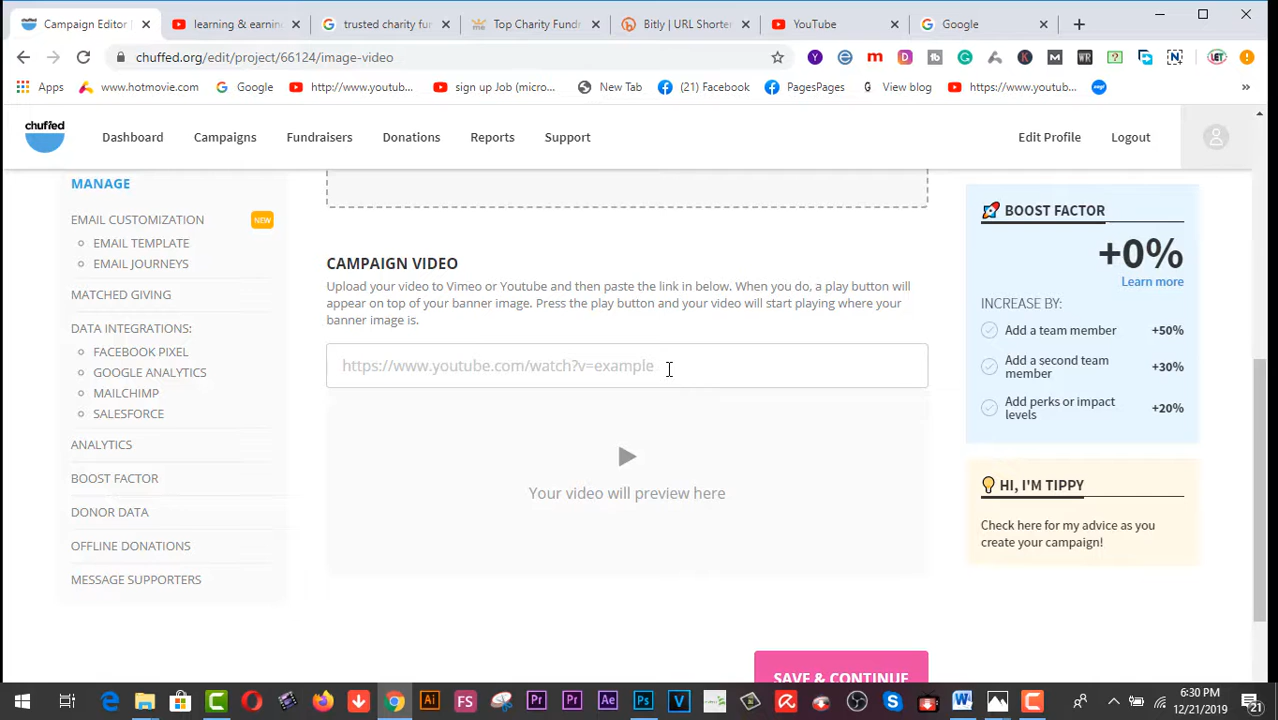 Campaign Editor
learning & earnin
trusted charity fu
Top Charity Fundr
Bitly | URL Shorte
YouTube
Google
chuffed.org/edit/project/66124/image-video
Apps
www.hotmovie.com
Google
http://www.youtub...
sign up Job (micro...
New Tab
(21) Facebook
PagesPages
View blog
https://www.youtu...
chuffed
Dashboard
Campaigns
Fundraisers
Donations
Reports
Support
Edit Profile
Logout
MANAGE
EMAIL CUSTOMIZATION
NEW
EMAIL TEMPLATE
EMAIL JOURNEYS
MATCHED GIVING
DATA INTEGRATIONS:
FACEBOOK PIXEL
GOOGLE ANALYTICS
MAILCHIMP
SALESFORCE
ANALYTICS
BOOST FACTOR
DONOR DATA
OFFLINE DONATIONS
MESSAGE SUPPORTERS
CAMPAIGN VIDEO
Upload your video to Vimeo or Youtube and then paste the link in below. When you do, a play button will
appear on top of your banner image. Press the play button and your video will start playing where your
banner image is.
https://www.youtube.com/watch?v=example
Your video will preview here
SAVE & CONTINUE
BOOST FACTOR
+0%
Learn more
INCREASE BY:
Add a team member +50%
Add a second team
member +30%
Add perks or impact
levels +20%
HI, I'M TIPPY
Check here for my advice as you
create your campaign!
6:30 PM
12/21/2019